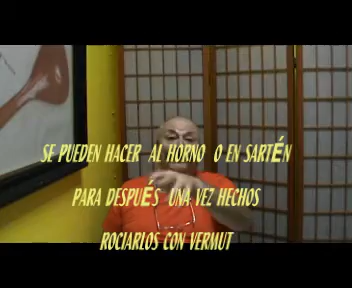 SE PUEDEN HACER AL HORNO O EN SARTÉN
PARA DESPUÉS UNA VEZ HECHOS
ROCIARLOS CON VERMUT